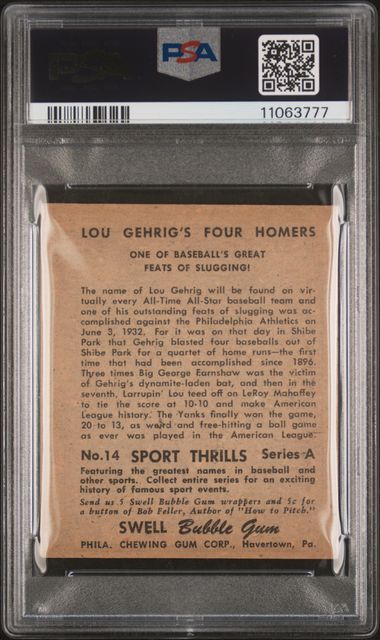 PSA
11063777
LOU GEHRIG'S FOUR HOMERS
ONE OF BASEBALL'S GREAT
FEATS OF SLUGGING!
The name of Lou Gehrig will be found on vir-
tually every All-Time All-Star baseball team and
one of his outstanding feats of slugging was ac-
complished against the Philadelphia Athletics on
June 3, 1932. For it was on that day in Shibe
Park that Gehrig blasted four baseballs out of
Shibe Park for a quartet of home runs—the first
time that had been accomplished since 1896.
Three times Big George Earnshaw was the victim
of Gehrig's dynamite-laden bat, and then in the
seventh, Larrupin' Lou teed off on LeRoy Mahaffey
to tie the score at 10-10 and make American
League history. The Yanks finally won the game,
20 to 13, as weird and free-hitting a ball game
as ever was played in the American League.
No.14 SPORT THRILLS Series A
Featuring the greatest names in baseball and
other sports. Collect entire series for an exciting
history of famous sport events.
Send us 5 Swell Bubble Gum wrappers and 5c for
a button of Bob Feller, Author of "How to Pitch."
SWELL Bubble Gum
PHILA. CHEWING GUM CORP., Havertown, Pa.